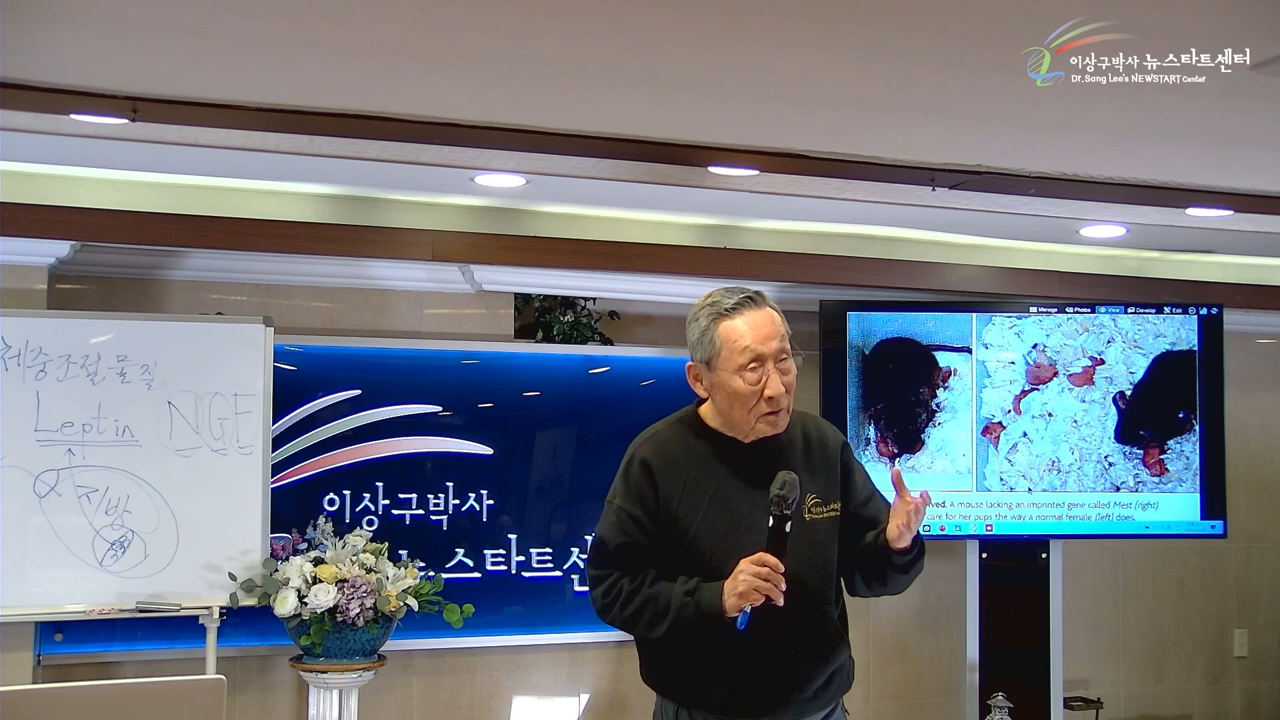 이상구박사 뉴스타트센터
Dr. Sang Lee's NEWSTART Center
체중조절 물질
Leptin
NGF
지방
이상구박사
뉴스타트센
Manage Photos View Develop Edit
ved. A mouse lacking an imprinted gene called Mest (right)
care for her pups the way a normal female (left) does.